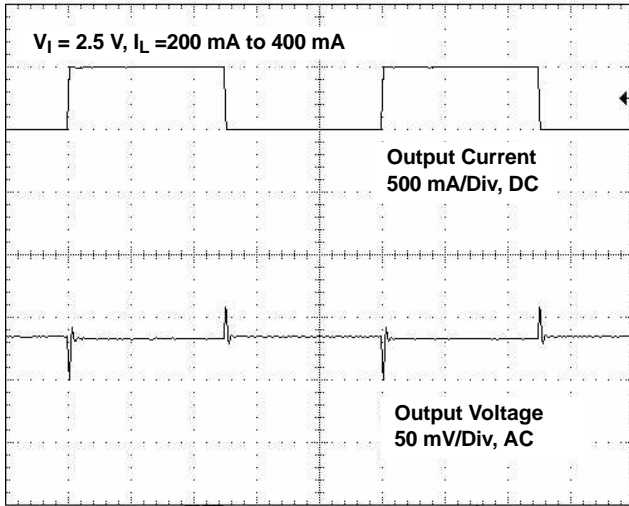 V_I = 2.5 V, I_L =200 mA to 400 mA
Output Current
500 mA/Div, DC
Output Voltage
50 mV/Div, AC